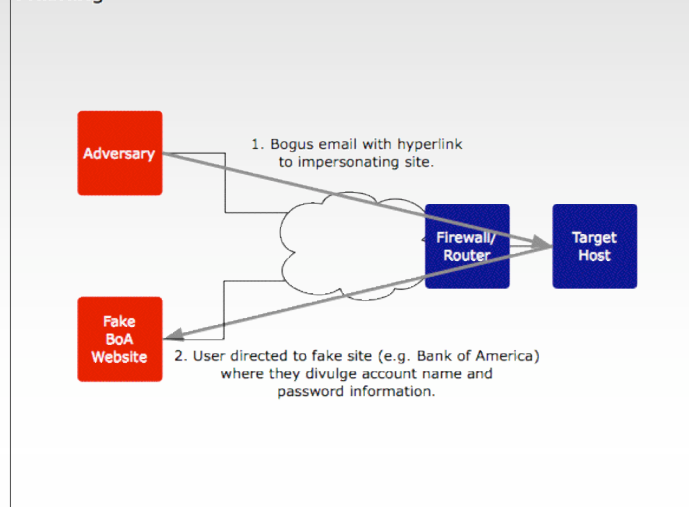 Adversary
1. Bogus email with hyperlink
to impersonating site.
Firewall/
Router
Target
Host
Fake
BoA
Website
2. User directed to fake site (e.g. Bank of America)
where they divulge account name and
password information.